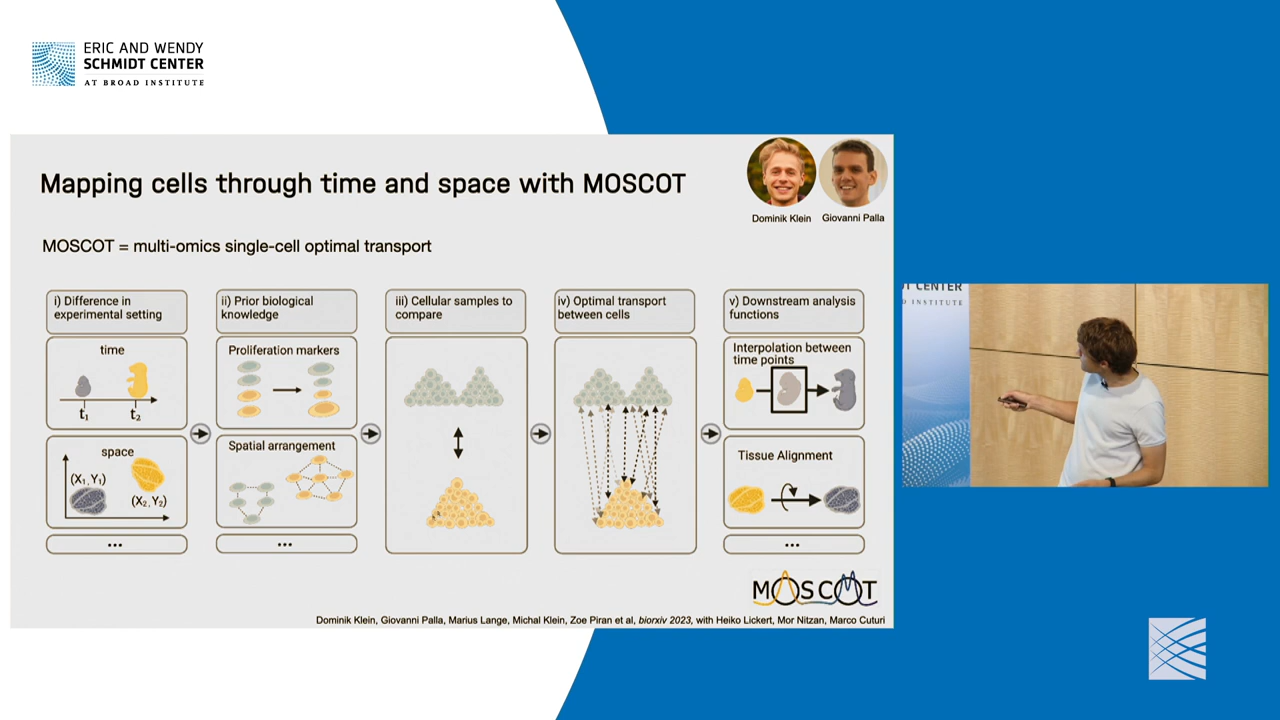 ERIC AND WENDY
SCHMIDT CENTER
AT BROAD INSTITUTE
Mapping cells through time and space with MOSCOT
Dominik Klein
Giovanni Palla
MOSCOT = multi-omics single-cell optimal transport
i) Difference in
experimental setting
time
t1
t2
space
(X1, Y1)
(X2, Y2)
...
ii) Prior biological
knowledge
Proliferation markers
Spatial arrangement
...
iii) Cellular samples to
compare
iv) Optimal transport
between cells
v) Downstream analysis
functions
Interpolation between
time points
Tissue Alignment
...
MOSCOT
Dominik Klein, Giovanni Palla, Marius Lange, Michal Klein, Zoe Piran et al, biorxiv 2023, with Heiko Lickert, Mor Nitzan, Marco Cuturi
CENTER
INSTITUTE